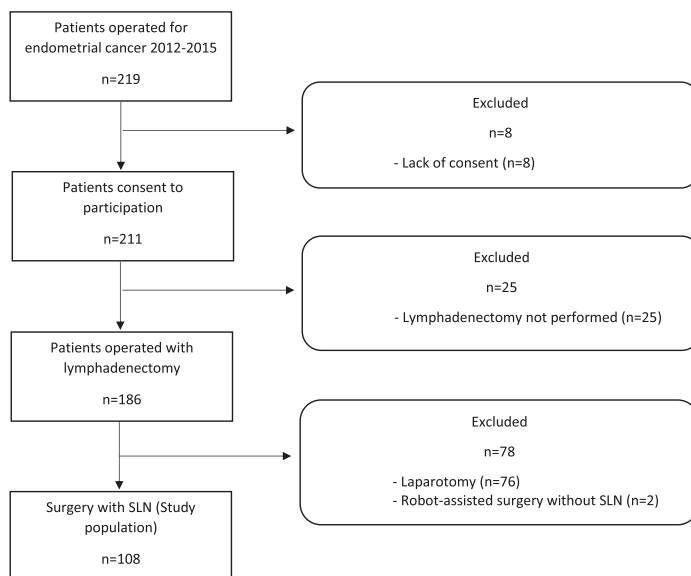 Patients operated for
endometrial cancer 2012-2015
n=219
Excluded
n=8
- Lack of consent (n=8)
Patients consent to
participation
n=211
Excluded
n=25
- Lymphadenectomy not performed (n=25)
Patients operated with
lymphadenectomy
n=186
Excluded
n=78
- Laparotomy (n=76)
- Robot-assisted surgery without SLN (n=2)
Surgery with SLN (Study
population)
n=108